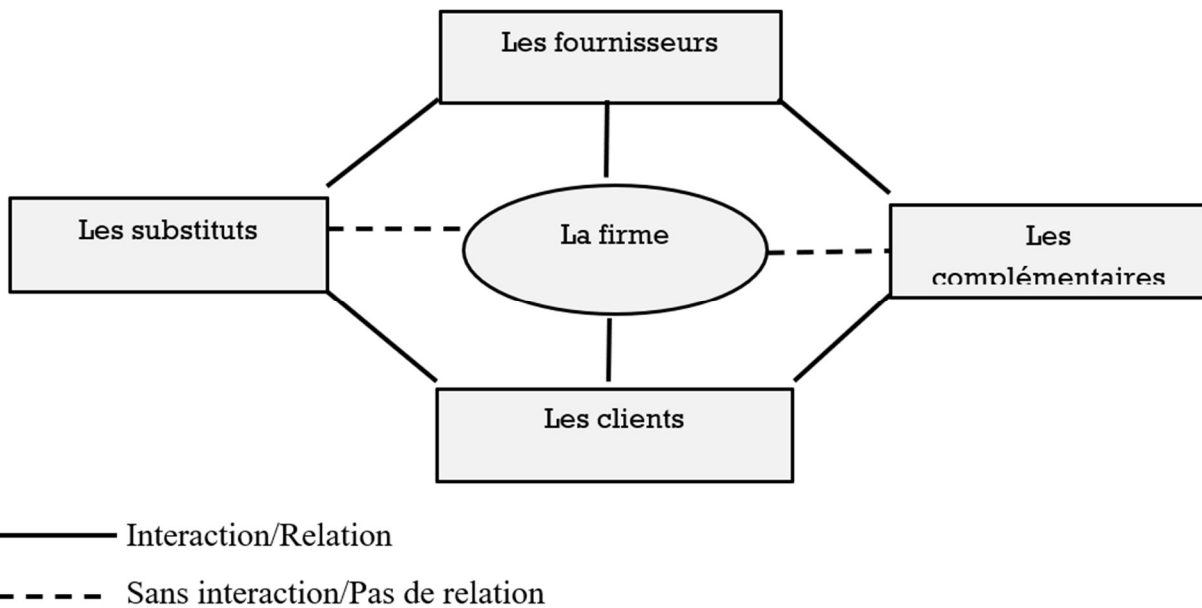 Les fournisseurs
Les substituts
La firme
Les
complémentaires
Les clients
Interaction/Relation
Sans interaction/Pas de relation